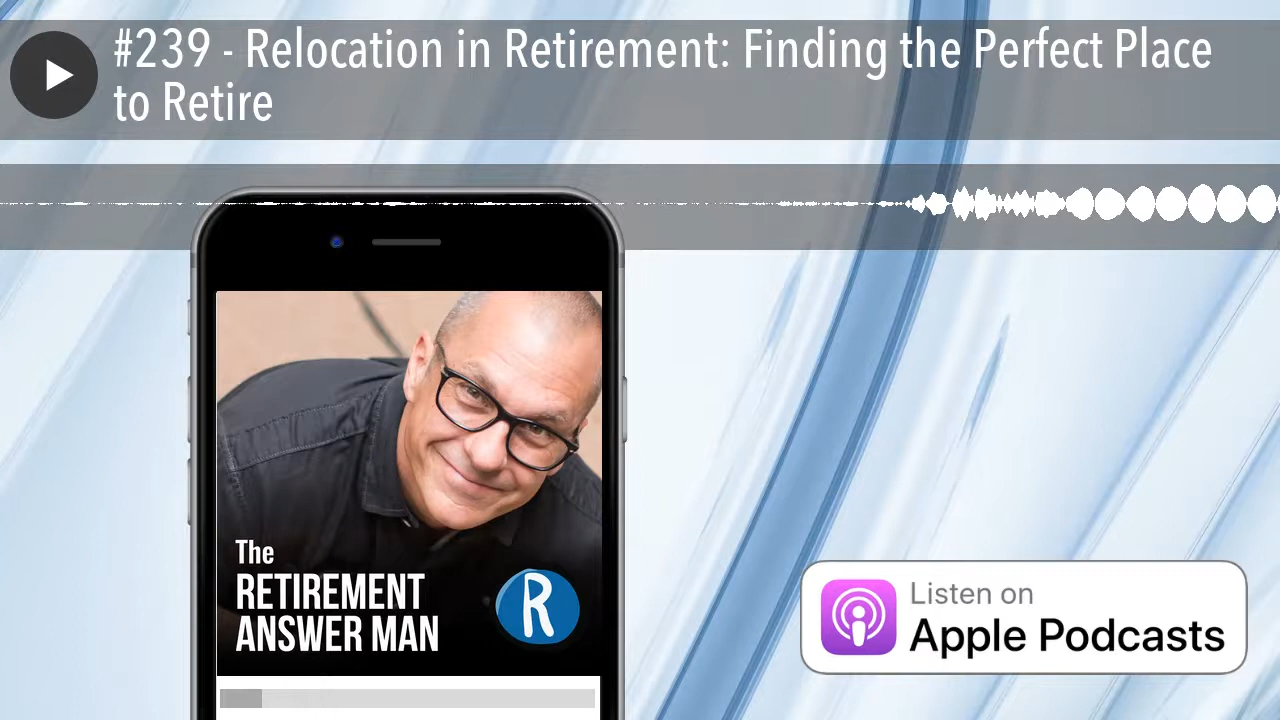 #239 - Relocation in Retirement: Finding the Perfect Place
to Retire
The
RETIREMENT
ANSWER MAN
R
Listen on
Apple Podcasts